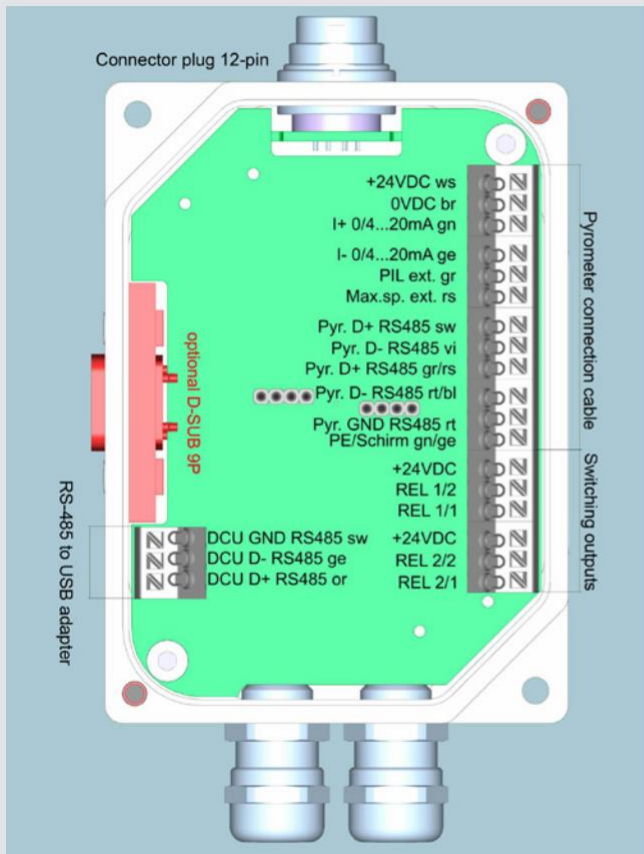 Connector plug 12-pin
+24VDC ws
0VDC br
I+ 0/4...20mA gn
I- 0/4...20mA ge
PIL ext. gr
Max.sp. ext. rs
Pyr. D+ RS485 sw
Pyr. D- RS485 vi
Pyr. D+ RS485 gr/rs
Pyr. D- RS485 rt/bl
Pyr. GND RS485 rt
PE/Schirm gn/ge
+24VDC
REL 1/2
REL 1/1
+24VDC
REL 2/2
REL 2/1
Pyrometer connection cable
Switching outputs
optional D-SUB 9P
DCU GND RS485 sw
DCU D- RS485 ge
DCU D+ RS485 or
RS-485 to USB adapter